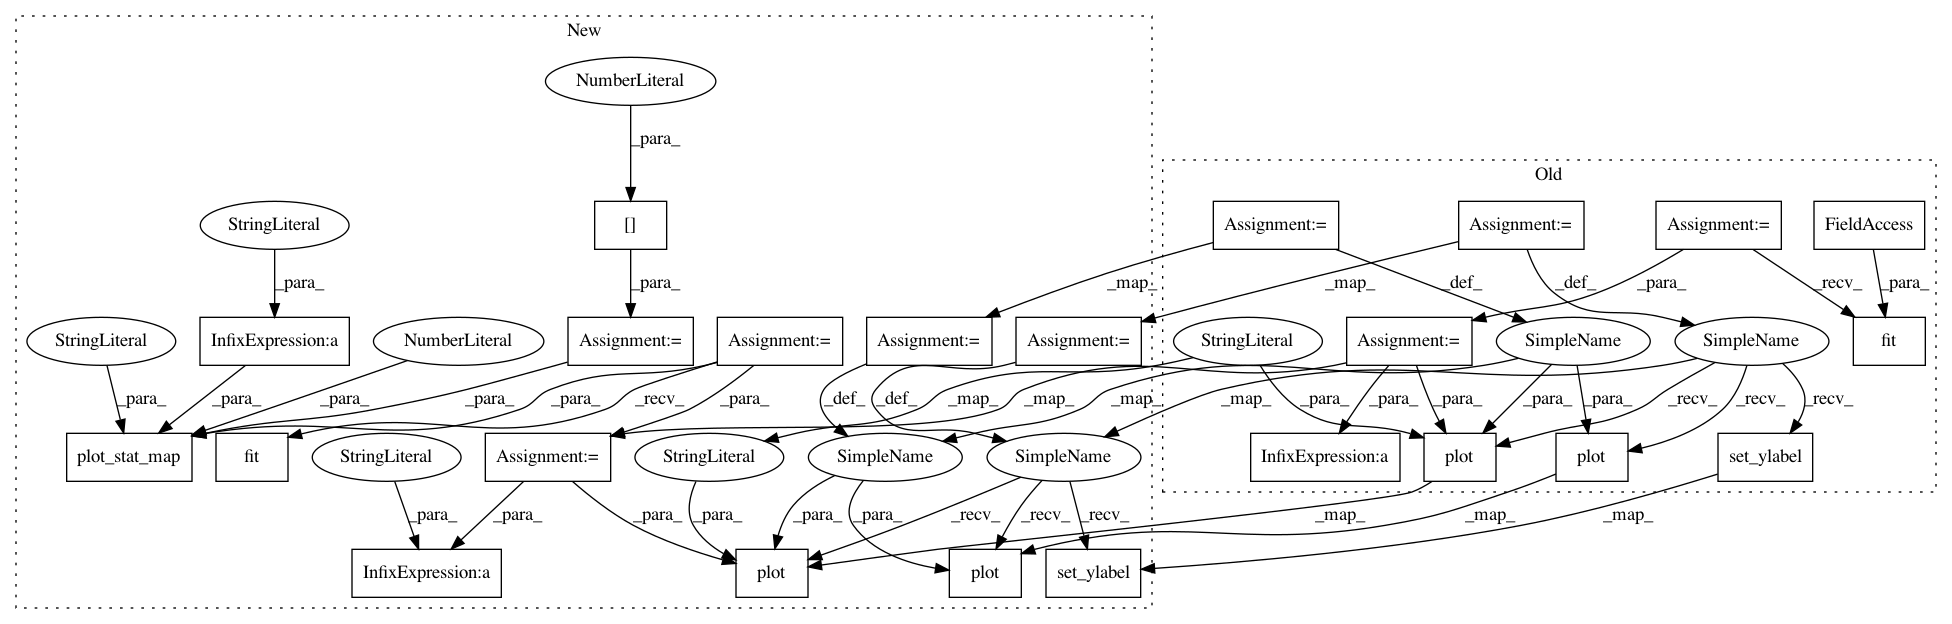 New
NumberLiteral
_para_
Old
StringLiteral
[]
Assignment:=
Assignment:=
Assignment:=
FieldAccess
_para_
_para_
_map_
_def_
_map_
_def_
_para_
_recv_
_para_
StringLiteral
InfixExpression:a
NumberLiteral
Assignment:=
Assignment:=
Assignment:=
Assignment:=
StringLiteral
Assignment:=
SimpleName
SimpleName
fit
_para_
_para_
_para_
_para_
_recv_
_para_
_def_
_def_
_map_
_map_
_map_
_map_
_para_
_para_
_para_
_para_
_para_
_recv_
_recv_
_recv_
plot_stat_map
fit
StringLiteral
Assignment:=
StringLiteral
SimpleName
SimpleName
InfixExpression:a
plot
plot
set_ylabel
_para_
_para_
_para_
_para_
_para_
_para_
_recv_
_recv_
_recv_
_map_
_map_
_map_
InfixExpression:a
plot
plot
set_ylabel